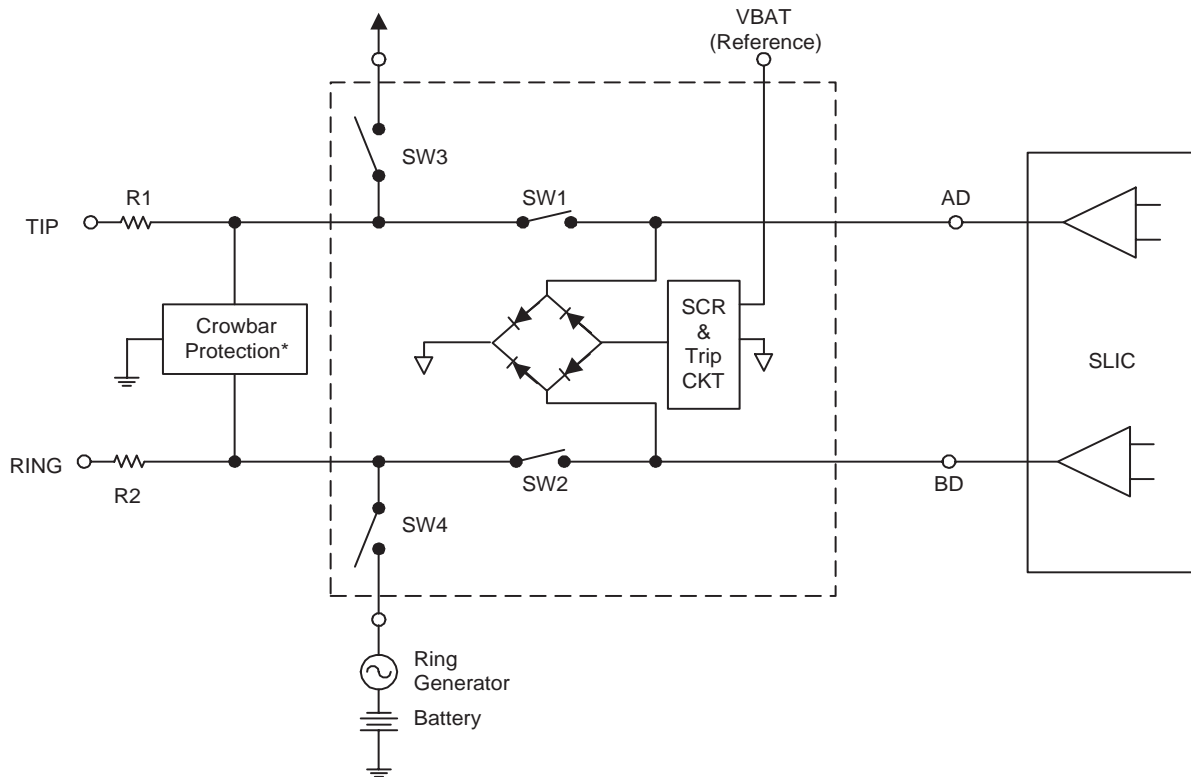 VBAT
(Reference)
SW3
R1
SW1
AD
TIP
Crowbar
Protection*
SCR
&
Trip
CKT
SLIC
RING
R2
SW2
BD
SW4
Ring
Generator
Battery